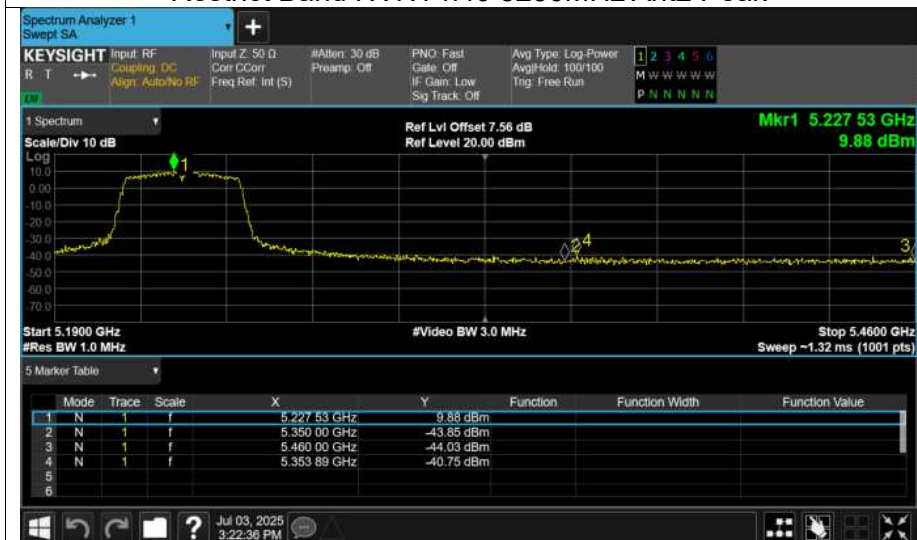 Spectrum Analyzer 1
Swept SA
+
KEYSIGHT Input: RF Input Z: 50 Ω #Atten: 30 dB PNO: Fast Avg Type: Log-Power 1 2 3 4 5 6
R T Coupling: DC Corr CCorr Preamp: Off Gate: Off Avg|Hold: 100/100 M W W W W W
Align: Auto/No RF Freq Ref: Int (S) IF Gain: Low Trig: Free Run P N N N N N
Sig Track: Off
1 Spectrum
Scale/Div 10 dB Ref Lvl Offset 7.56 dB Mkr1 5.227 53 GHz
Ref Level 20.00 dBm 9.88 dBm
Log
1
10.0
0.00
-10.0
-20.0
-30.0
2 4 3
-40.0
-50.0
-60.0
-70.0
Start 5.1900 GHz #Video BW 3.0 MHz Stop 5.4600 GHz
#Res BW 1.0 MHz Sweep ~1.32 ms (1001 pts)
5 Marker Table
Mode Trace Scale X Y Function Function Width Function Value
1 N 1 f 5.227 53 GHz 9.88 dBm
2 N 1 f 5.350 00 GHz -43.85 dBm
3 N 1 f 5.460 00 GHz -44.03 dBm
4 N 1 f 5.353 89 GHz -40.75 dBm
5
6
? Jul 03, 2025
3:22:36 PM